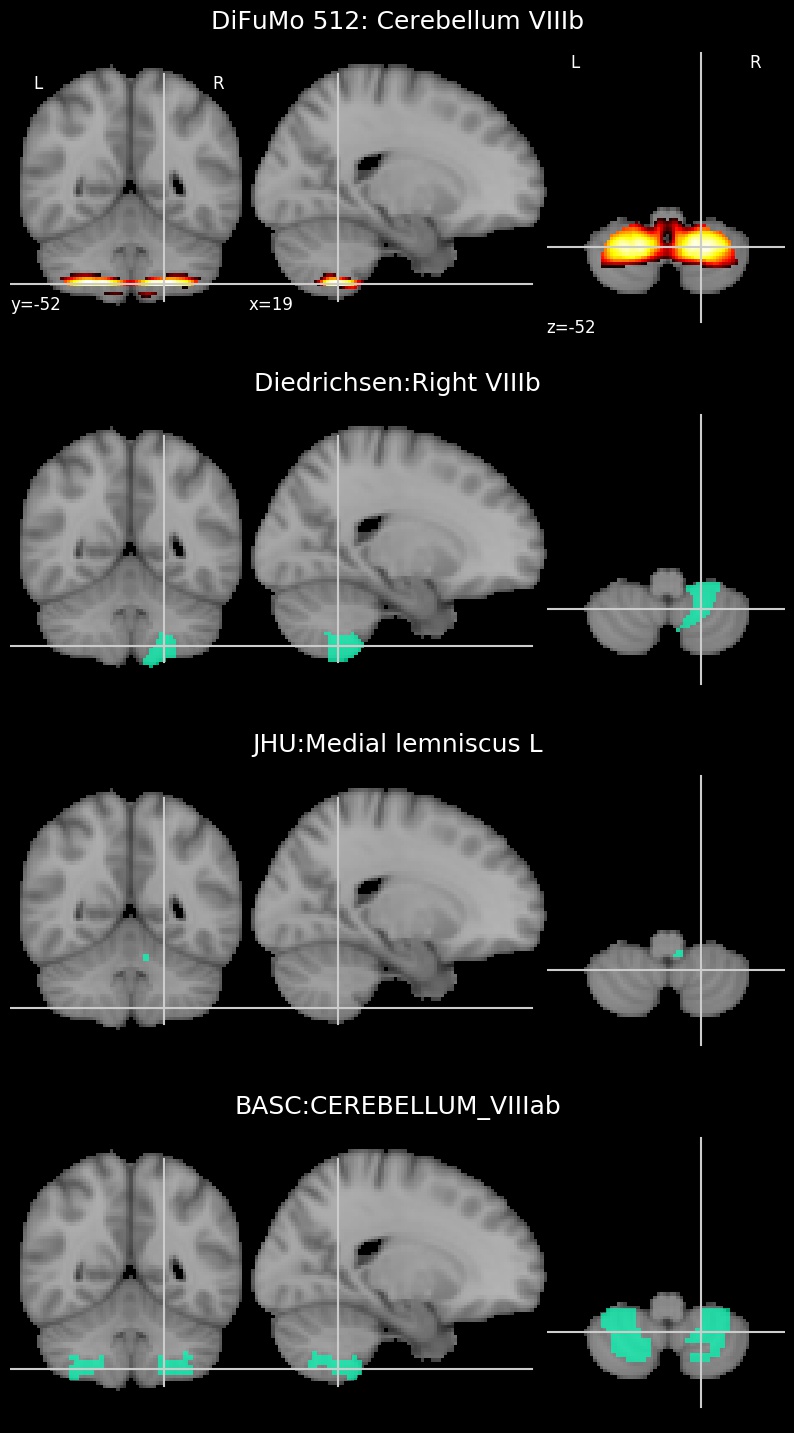 DiFuMo 512: Cerebellum VIIIb
L R L R
y=-52 x=19 z=-52
Diedrichsen:Right VIIIb
JHU:Medial lemniscus L
BASC:CEREBELLUM_VIIIab